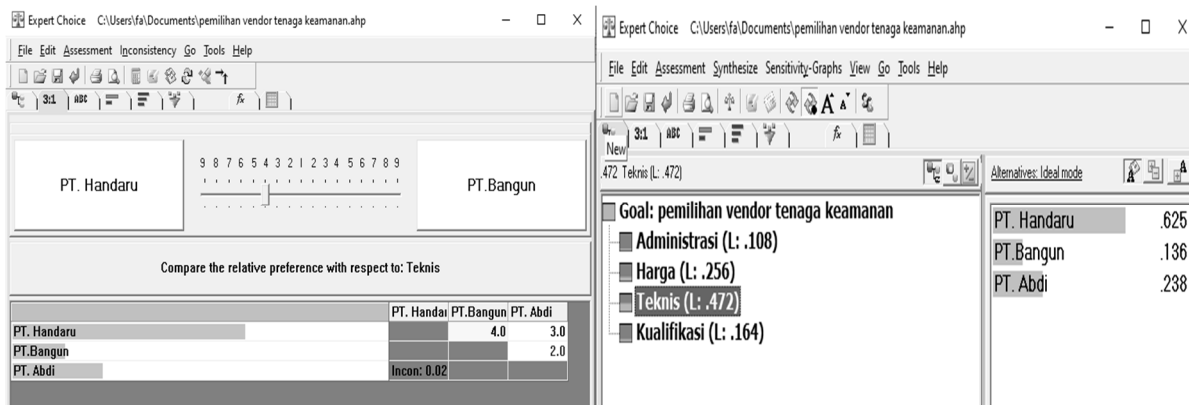 Expert Choice C:\Users\fa\Documents\pemilihan vendor tenaga keamanan.ahp
File Edit Assessment Inconsistency Go Tools Help
3:1 ABC fx
9 8 7 6 5 4 3 2 1 2 3 4 5 6 7 8 9
PT. Handaru PT.Bangun
Compare the relative preference with respect to: Teknis
PT. Handar PT.Bangun PT. Abdi
PT. Handaru 4.0 3.0
PT.Bangun 2.0
PT. Abdi Incon: 0.02
Expert Choice C:\Users\fa\Documents\pemilihan vendor tenaga keamanan.ahp
File Edit Assessment Synthesize Sensitivity-Graphs View Go Tools Help
A A
3:1 ABC fx
New
.472 Teknis (L: .472)
Alternatives: Ideal mode
Goal: pemilihan vendor tenaga keamanan
Administrasi (L: .108)
Harga (L: .256)
Teknis (L: .472)
Kualifikasi (L: .164)
PT. Handaru .625
PT.Bangun .136
PT. Abdi .238